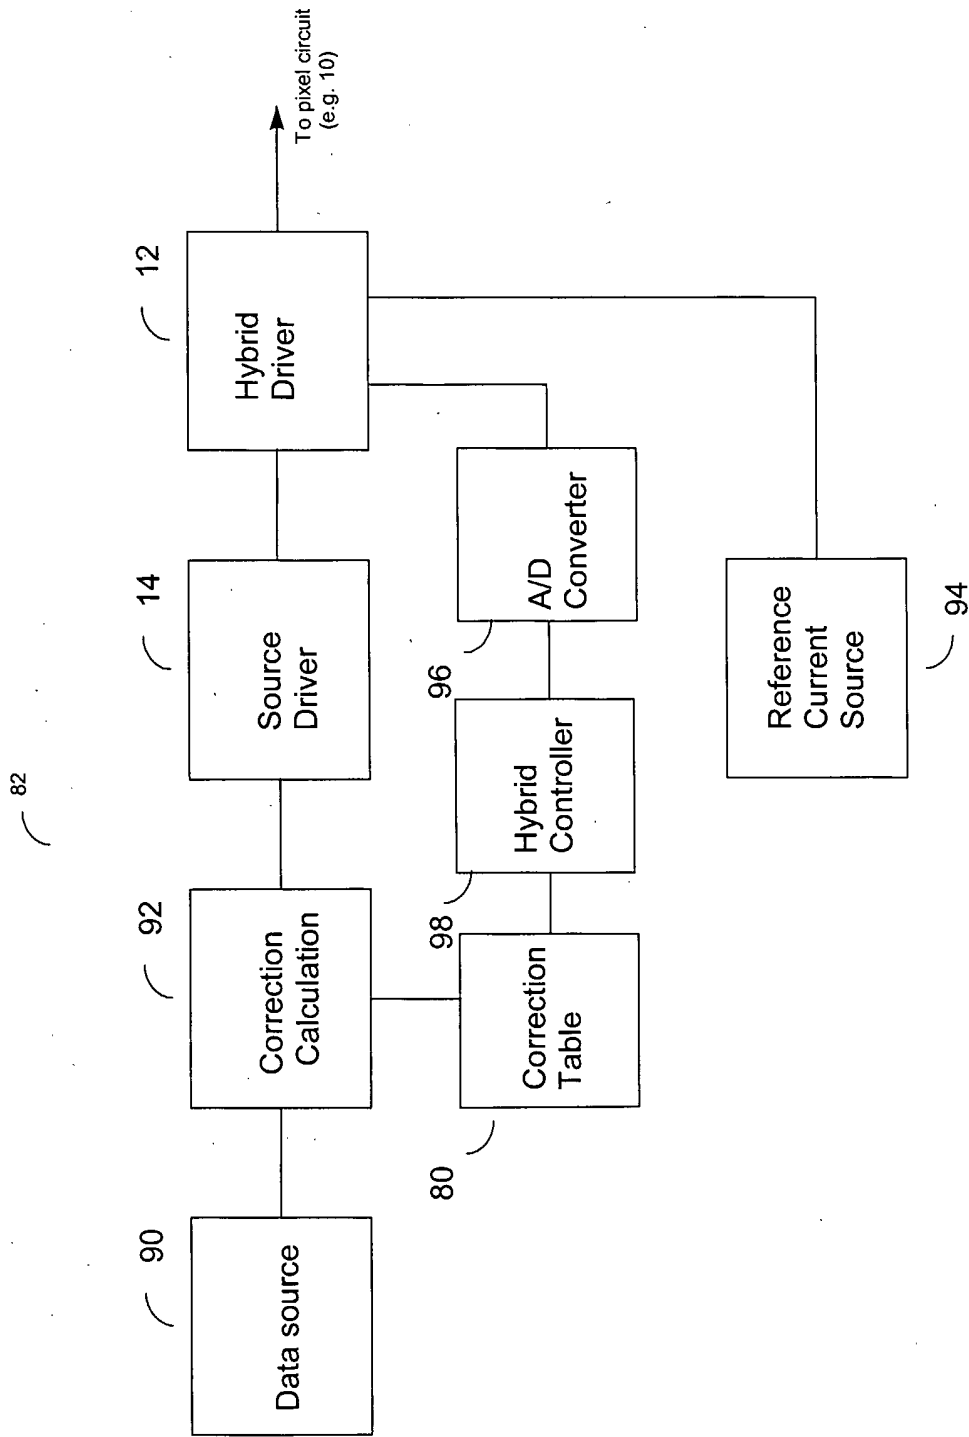 82
90
Data source
92
Correction
Calculation
14
Source
Driver
12
Hybrid
Driver
To pixel circuit
(e.g. 10)
80
Correction
Table
98
Hybrid
Controller
96
A/D
Converter
Reference
Current
Source
94